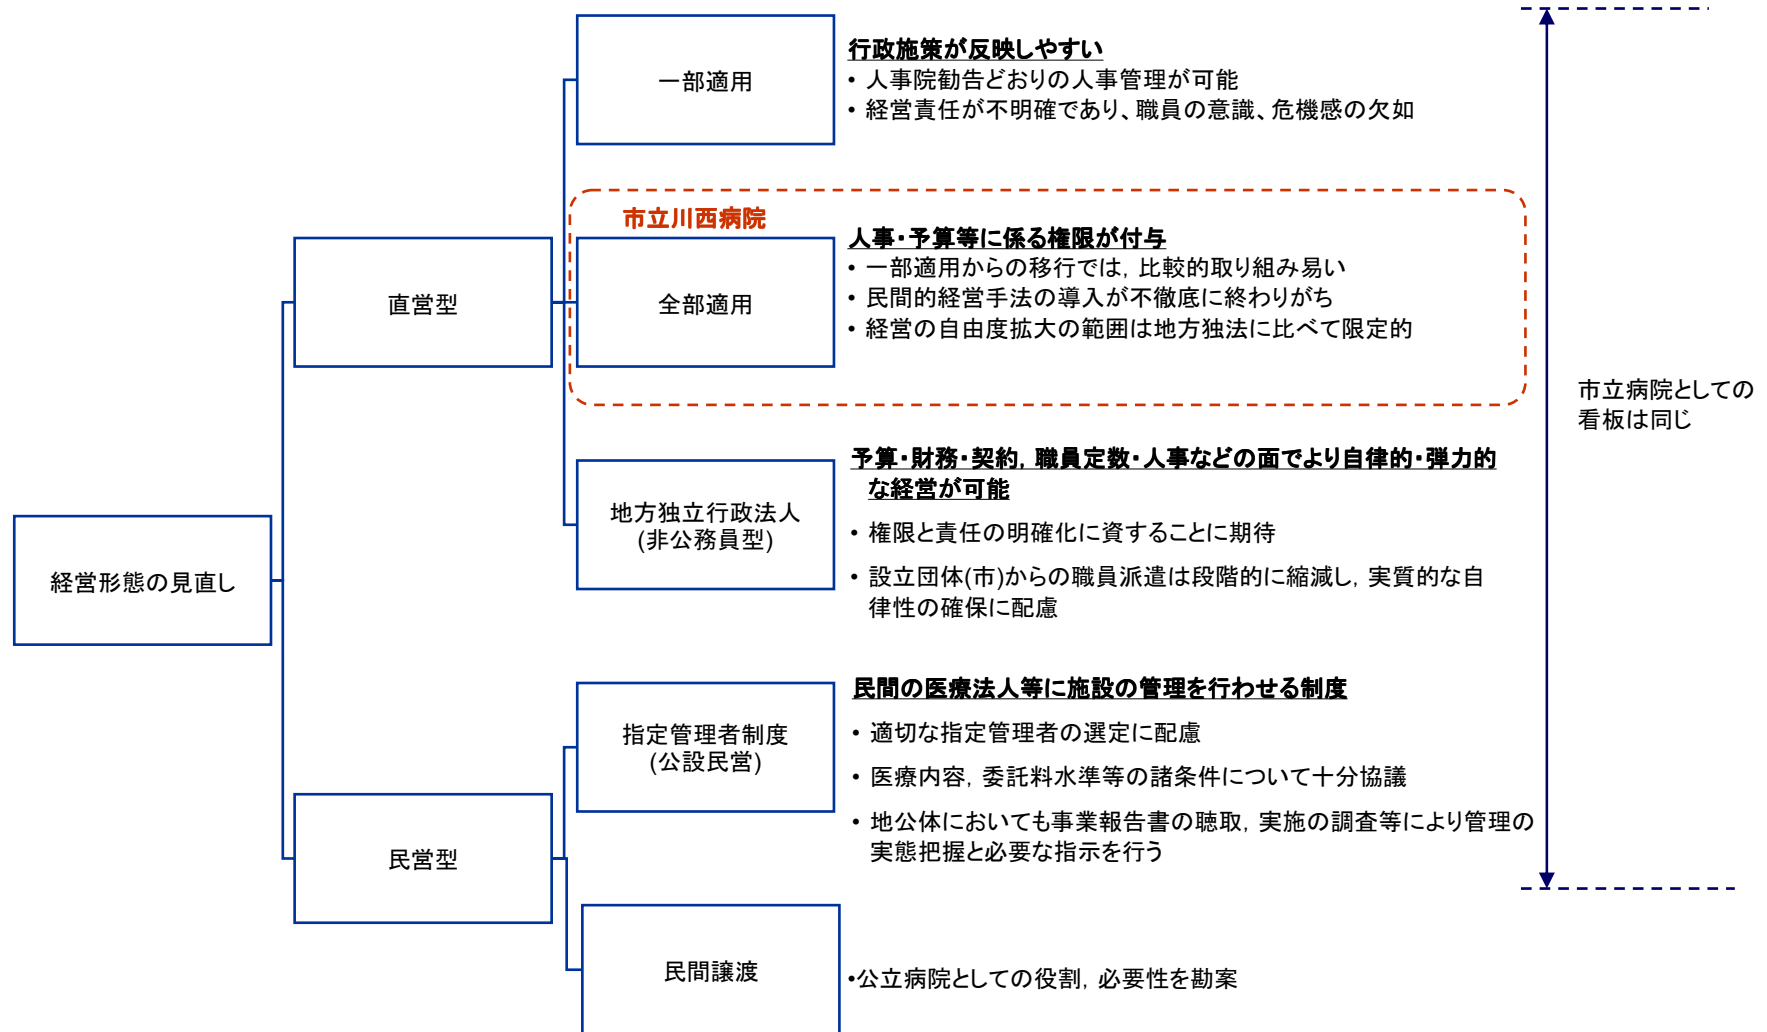 一部適用
行政施策が反映しやすい
• 人事院勧告どおりの人事管理が可能
• 経営責任が不明確であり、職員の意識、危機感の欠如
市立川西病院
直営型
全部適用
人事・予算等に係る権限が付与
• 一部適用からの移行では, 比較的取り組み易い
• 民間的経営手法の導入が不徹底に終わりがち
• 経営の自由度拡大の範囲は地方独法に比べて限定的
市立病院としての
看板は同じ
地方独立行政法人
(非公務員型)
予算・財務・契約, 職員定数・人事などの面でより自律的・弾力的
な経営が可能
• 権限と責任の明確化に資することに期待
• 設立団体(市)からの職員派遣は段階的に縮減し, 実質的な自
律性の確保に配慮
経営形態の見直し
指定管理者制度
(公設民営)
民間の医療法人等に施設の管理を行わせる制度
• 適切な指定管理者の選定に配慮
• 医療内容, 委託料水準等の諸条件について十分協議
• 地公体においても事業報告書の聴取, 実施の調査等により管理の
実態把握と必要な指示を行う
民営型
民間譲渡
•公立病院としての役割, 必要性を勘案